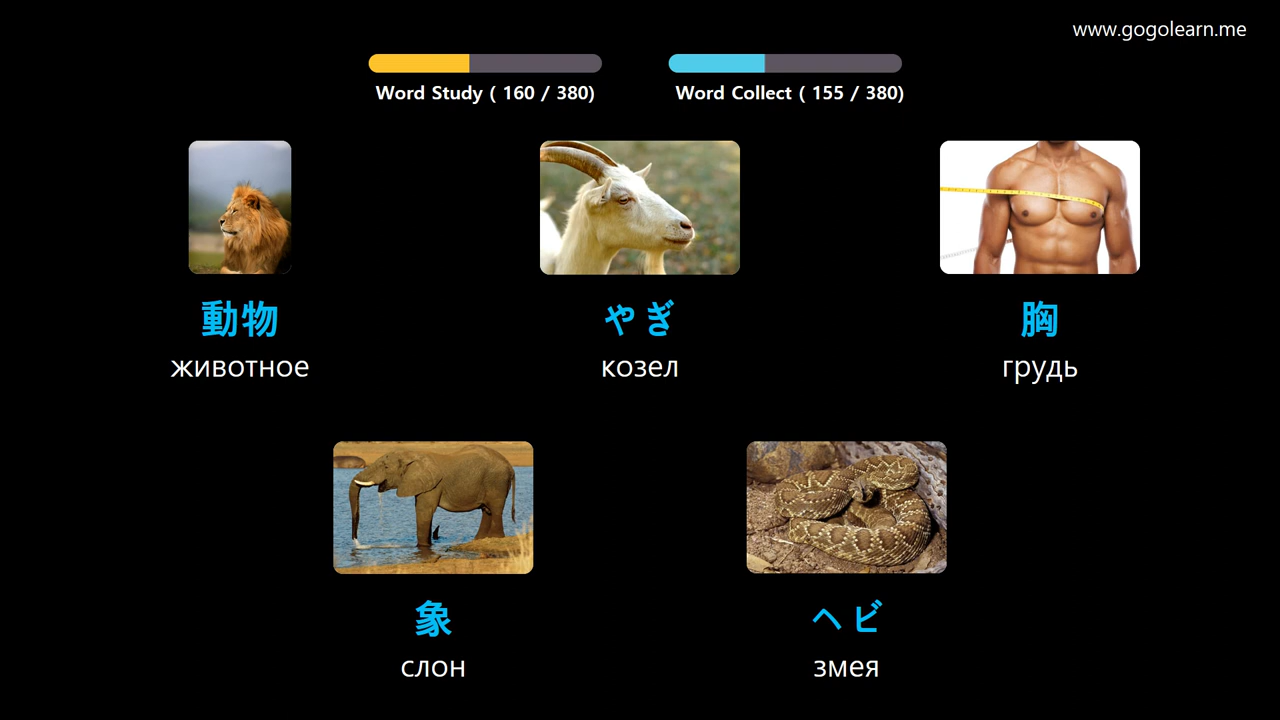 www.gogolearn.me
Word Study ( 160 / 380)
Word Collect ( 155 / 380)
動物
животное
やぎ
козел
胸
грудь
象
слон
ヘビ
змея